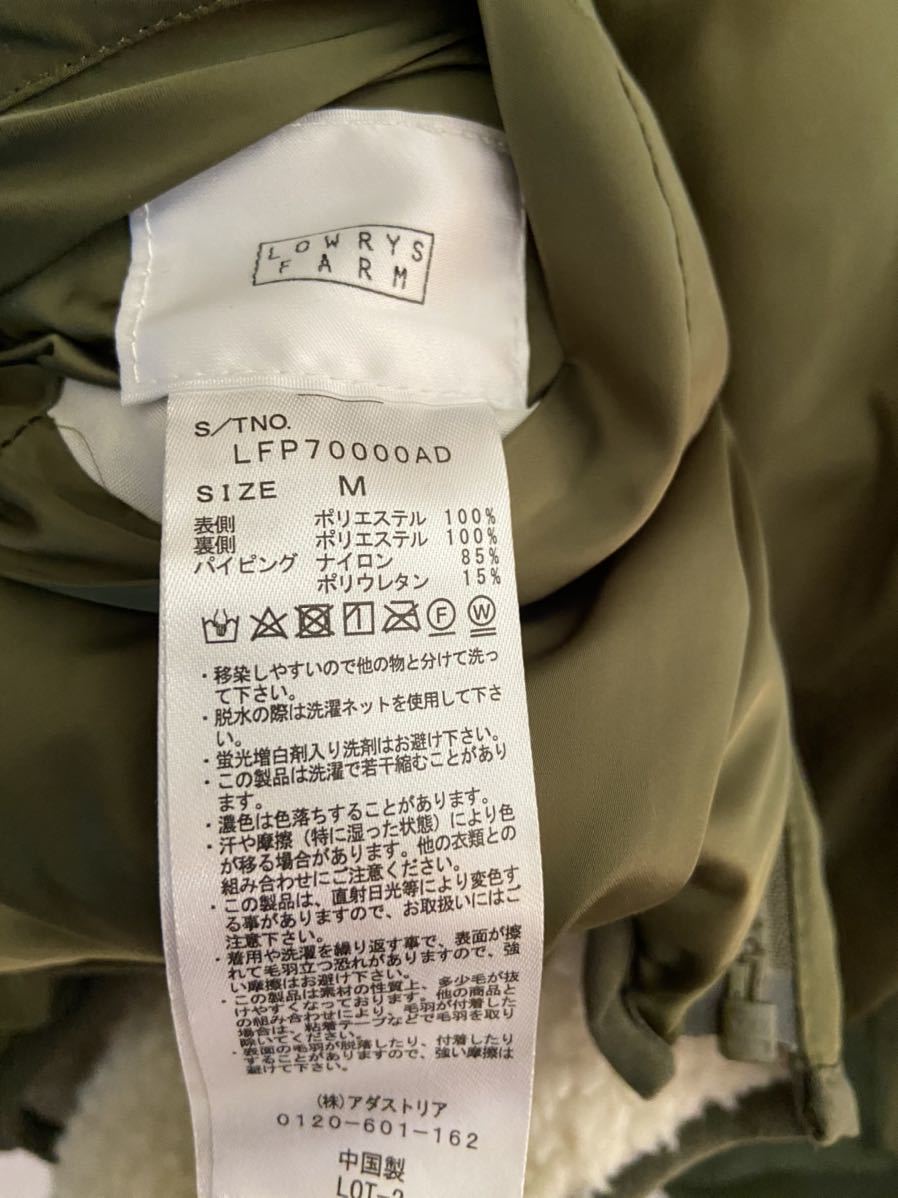 LOWRYS
FARM
S/TNO.
LFP70000AD
SIZE M
表側 ポリエステル 100%
裏側 ポリエステル 100%
パイピング ナイロン 85%
ポリウレタン 15%
F W
・移染しやすいので他の物と分けて洗っ
て下さい。
・脱水の際は洗濯ネットを使用して下さ
い。
・蛍光増白剤入り洗剤はお避け下さい。
・この製品は洗濯で若干縮むことがあり
ます。
・濃色は色落ちすることがあります。
・汗や摩擦（特に湿った状態）により色
が移る場合があります。他の衣類との
組み合わせにご注意ください。
・この製品は、直射日光等により変色す
る事がありますので、お取扱いにはご
注意下さい。
・着用や洗濯を繰り返す事で、表面が擦
れて毛羽立つ恐れがありますので、強
い摩擦はお避け下さい。
・この製品は素材の性質上、多少毛が抜
けやすくなっております。他の商品と
の組み合わせにより、毛羽が付着した
場合は、粘着テープなどで毛羽を取り
除いてください。
・表面の毛羽が脱落したり、付着したり
することがありますので、強い摩擦は
お避け下さい。
(株)アダストリア
0120-601-162
中国製
LOT-2